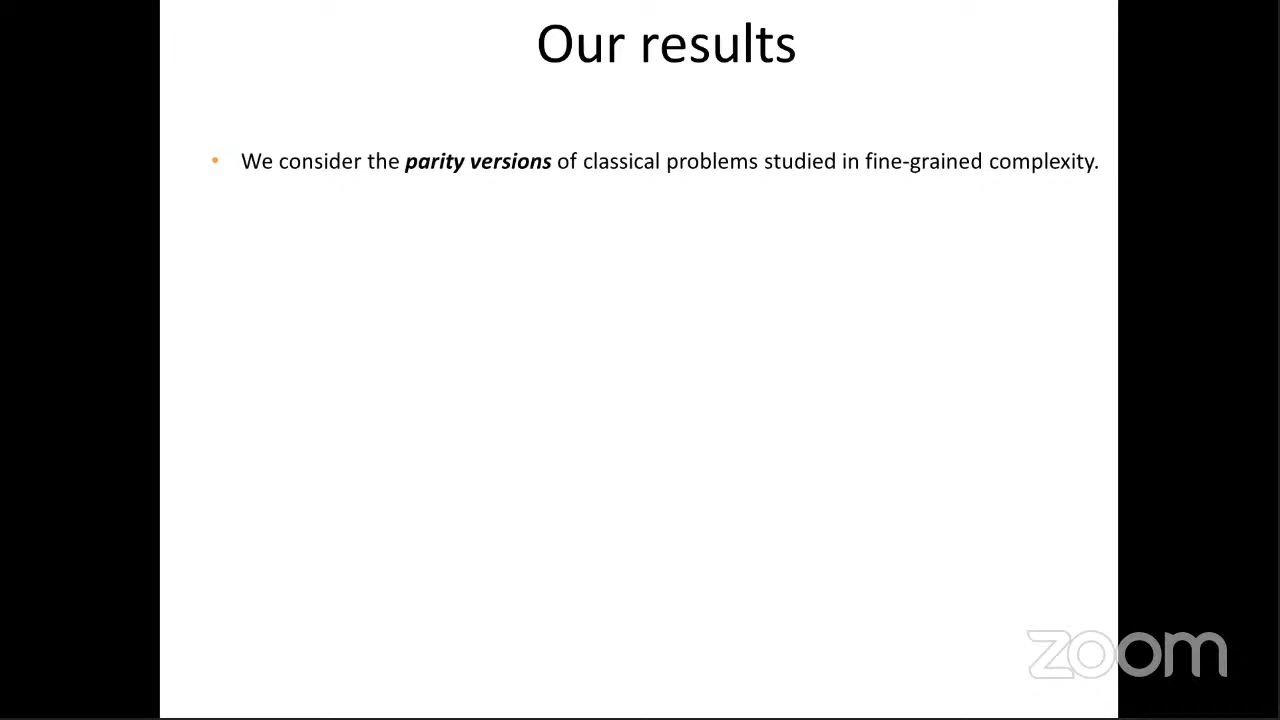 Our results
• We consider the parity versions of classical problems studied in fine-grained complexity.
zoom